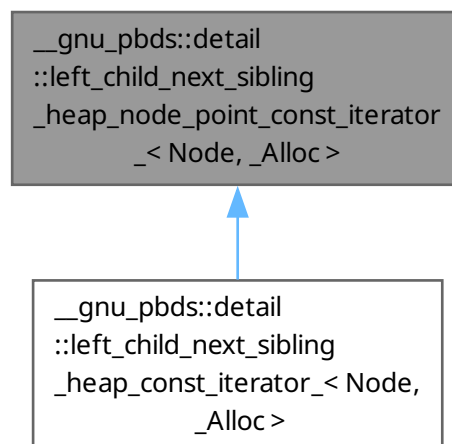 __gnu_pbds::detail
::left_child_next_sibling
_heap_node_point_const_iterator
_< Node, _Alloc >
__gnu_pbds::detail
::left_child_next_sibling
_heap_const_iterator_< Node,
_Alloc >